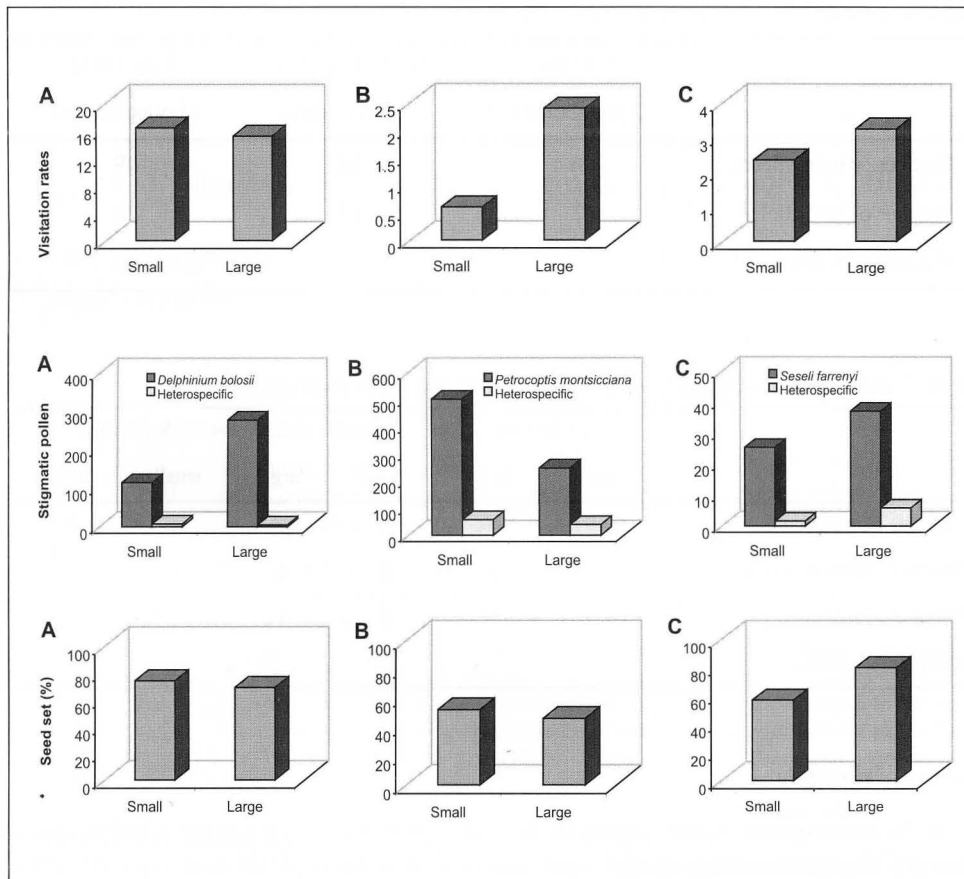 A
B
C
Visitation rates
20
16
12
8
4
0
Small
Large
2.5
2
1.5
1
0.5
0
Small
Large
4
3
2
1
0
Small
Large
A
B
C
Stigmatic pollen
400
300
200
100
0
Delphinium bolosii
Heterospecific
Small
Large
600
500
400
300
200
100
0
Petrocoptis montsicciana
Heterospecific
Small
Large
50
40
30
20
10
0
Seseli farrenyi
Heterospecific
Small
Large
A
B
C
Seed set (%)
100
80
60
40
20
0
Small
Large
100
80
60
40
20
0
Small
Large
100
80
60
40
20
0
Small
Large